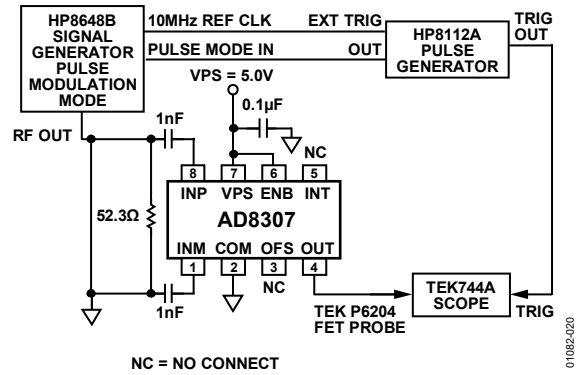 HP8648B
SIGNAL
GENERATOR
PULSE
MODULATION
MODE
10MHz REF CLK
EXT TRIG
PULSE MODE IN
OUT
HP8112A
PULSE
GENERATOR
TRIG
OUT
VPS = 5.0V
0.1µF
1nF
RF OUT
NC
8
7
6
5
INP
VPS
ENB
INT
52.3Ω
AD8307
INM
COM
OFS
OUT
1
2
3
4
NC
1nF
TEK P6204
FET PROBE
TEK744A
SCOPE
TRIG
NC = NO CONNECT
01082-020